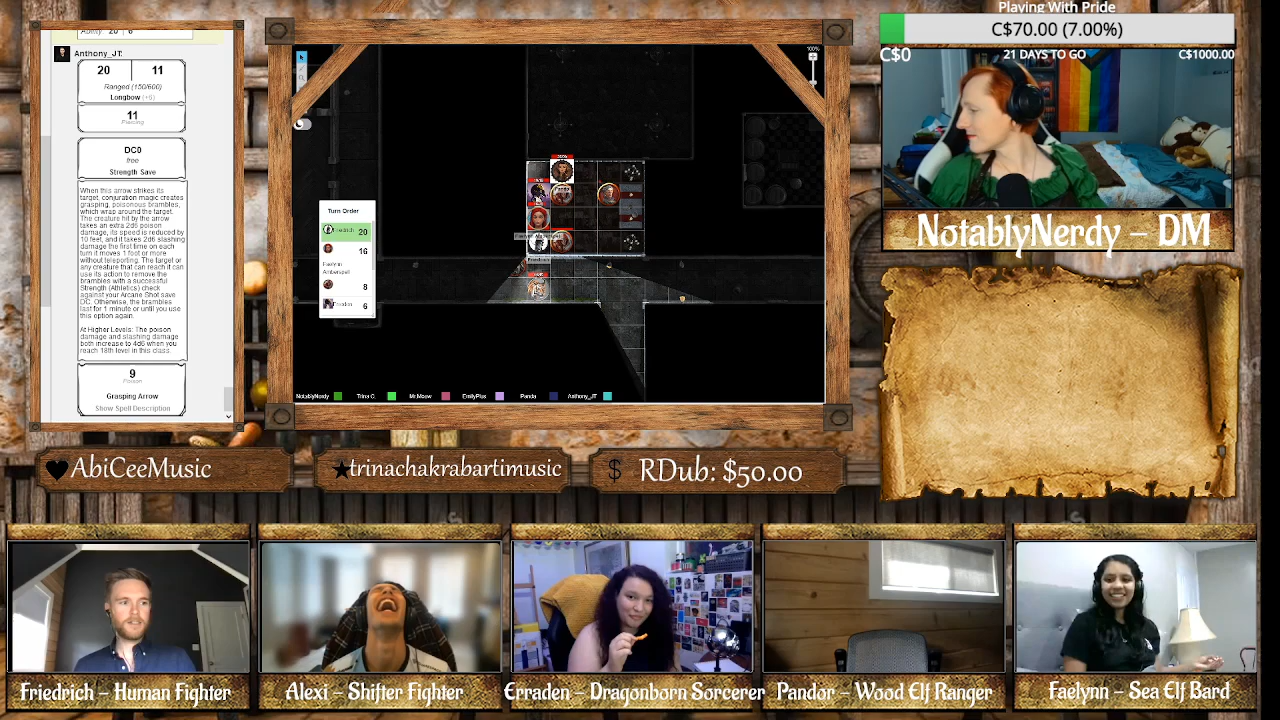 Playing With Pride
C$70.00 (7.00%)
C$0
21 DAYS TO GO
C$1000.00
NotablyNerdy – DM
Anthony_JT:
20 11
Ranged (150/600)
Longbow (+9)
11
Piercing
DC0
free
Strength Save
When this arrow strikes its
target, conjuration magic creates
grasping, poisonous brambles,
which wrap around the target.
The creature hit by the arrow
takes an extra 2d6 poison
damage, its speed is reduced by
10 feet, and it takes 2d6 slashing
damage the first time on each
turn it moves 1 foot or more
without teleporting. The target or
any creature that can reach it can
use its action to remove the
brambles with a successful
Strength (Athletics) check
against your Arcane Shot save
DC. Otherwise, the brambles
last for 1 minute or until you use
this option again.
At Higher Levels: The poison
damage and slashing damage
both increase to 4d6 when you
reach 18th level in this class.
9
Poison
Grasping Arrow
Show Spell Description
100%
Turn Order
Friedrich 20
16
Faelynn
Amberspell
8
6
NotablyNerdy
Trina C.
Mr.Meow
EmilyPlus
Panda
Anthony_JT
AbiCeeMusic
trinachakrabartimusic
$ RDub: $50.00
Friedrich – Human Fighter
Alexi – Shifter Fighter
Erraden – Dragonborn Sorcerer
Pandor – Wood Elf Ranger
Faelynn – Sea Elf Bard